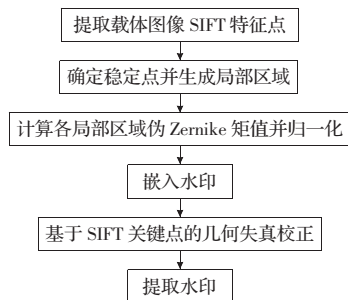 提取载体图像 SIFT 特征点
确定稳定点并生成局部区域
计算各局部区域伪 Zernike 矩值并归一化
嵌入水印
基于 SIFT 关键点的几何失真校正
提取水印